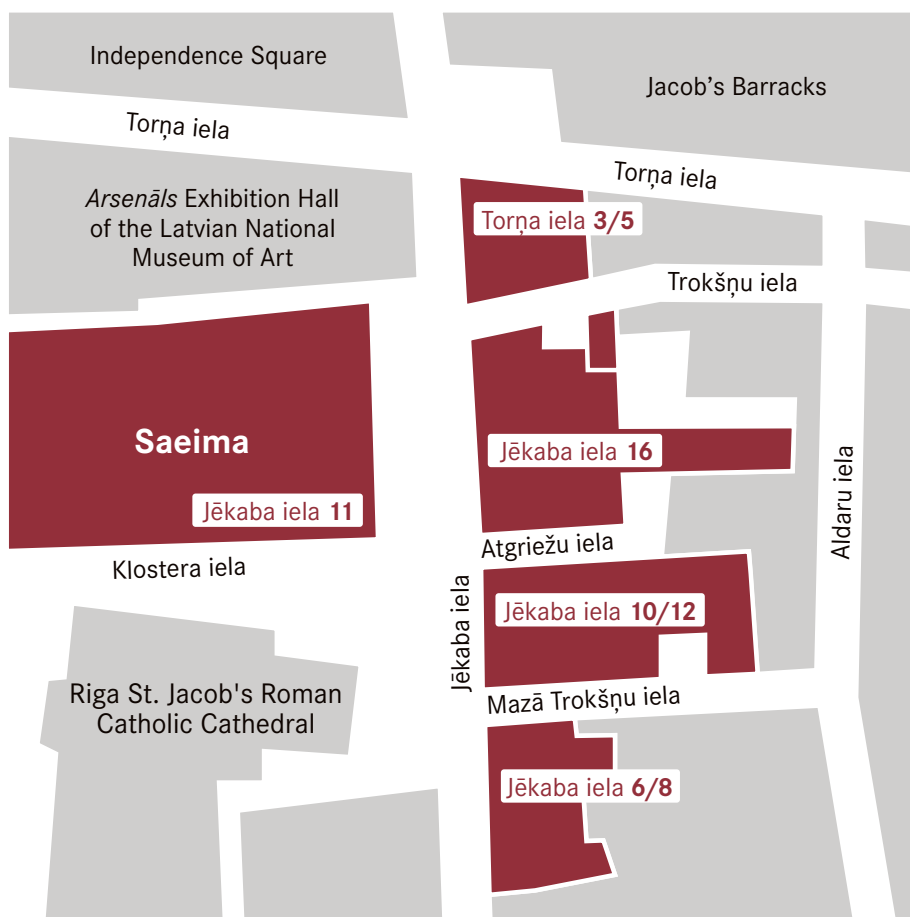 Independence Square
Jacob's Barracks
Torņa iela
Torņa iela
Arsenāls Exhibition Hall
of the Latvian National
Museum of Art
Torņa iela 3/5
Trokšņu iela
Saeima
Jēkaba iela 16
Jēkaba iela 11
Aldaru iela
Atgriežu iela
Klostera iela
Jēkaba iela
Jēkaba iela 10/12
Riga St. Jacob's Roman
Catholic Cathedral
Mazā Trokšņu iela
Jēkaba iela 6/8